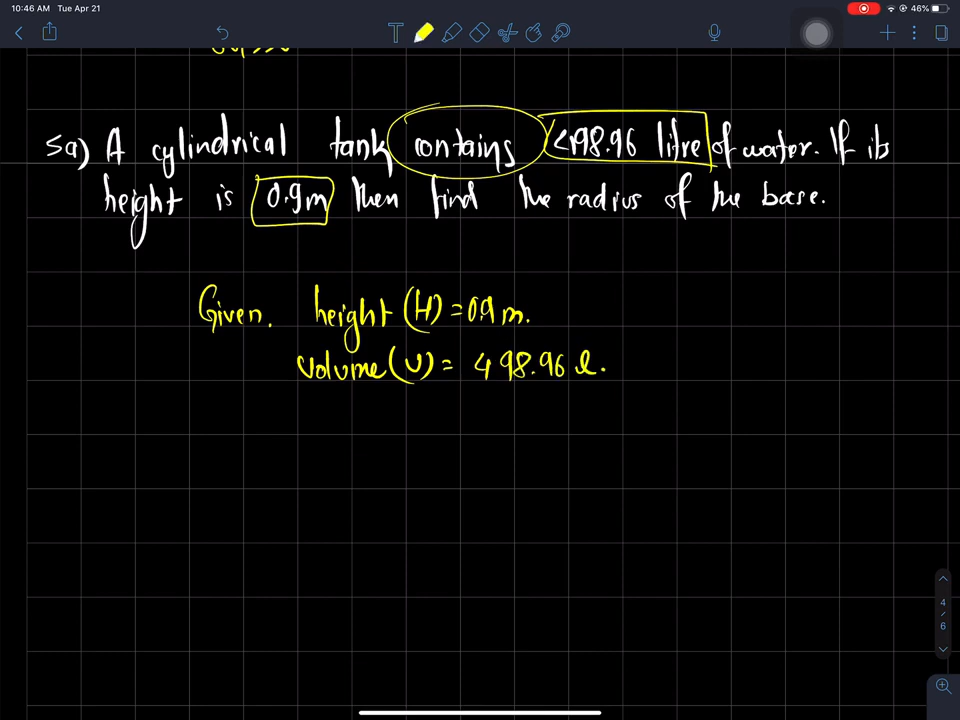 10:46 AM Tue Apr 21
46%
5a) A cylindrical tank contains 498.96 litre of water. If its
height is 0.9m then find the radius of the base.
Given. height (H) = 0.9 m.
volume (V) = 498.96 l.
4
6